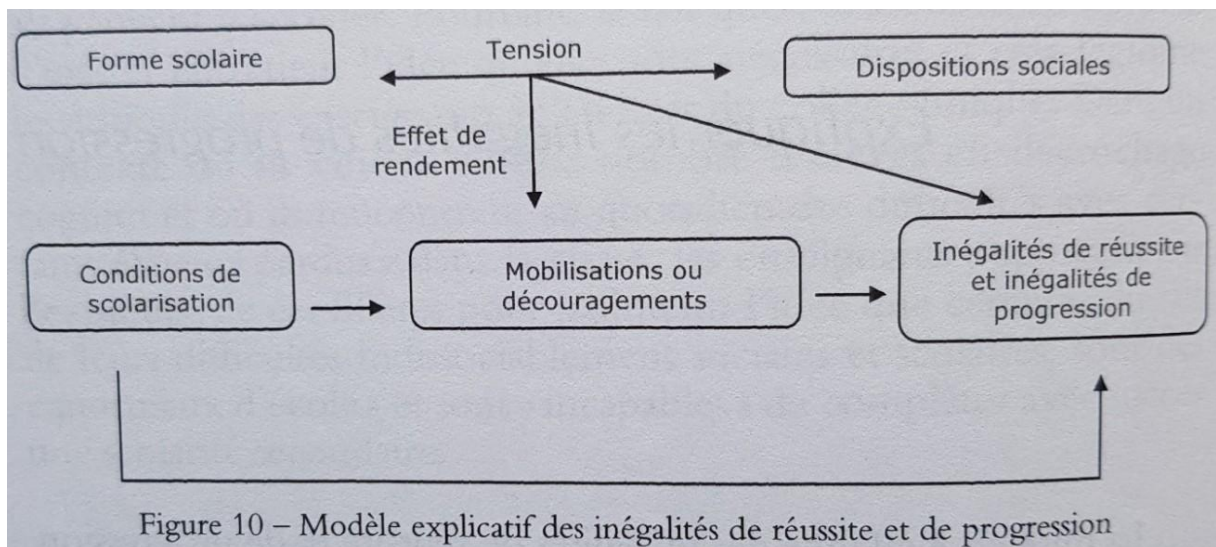 Forme scolaire
Tension
Dispositions sociales
Effet de
rendement
Conditions de
scolarisation
Mobilisations ou
découragements
Inégalités de réussite
et inégalités de
progression
Figure 10 – Modèle explicatif des inégalités de réussite et de progression